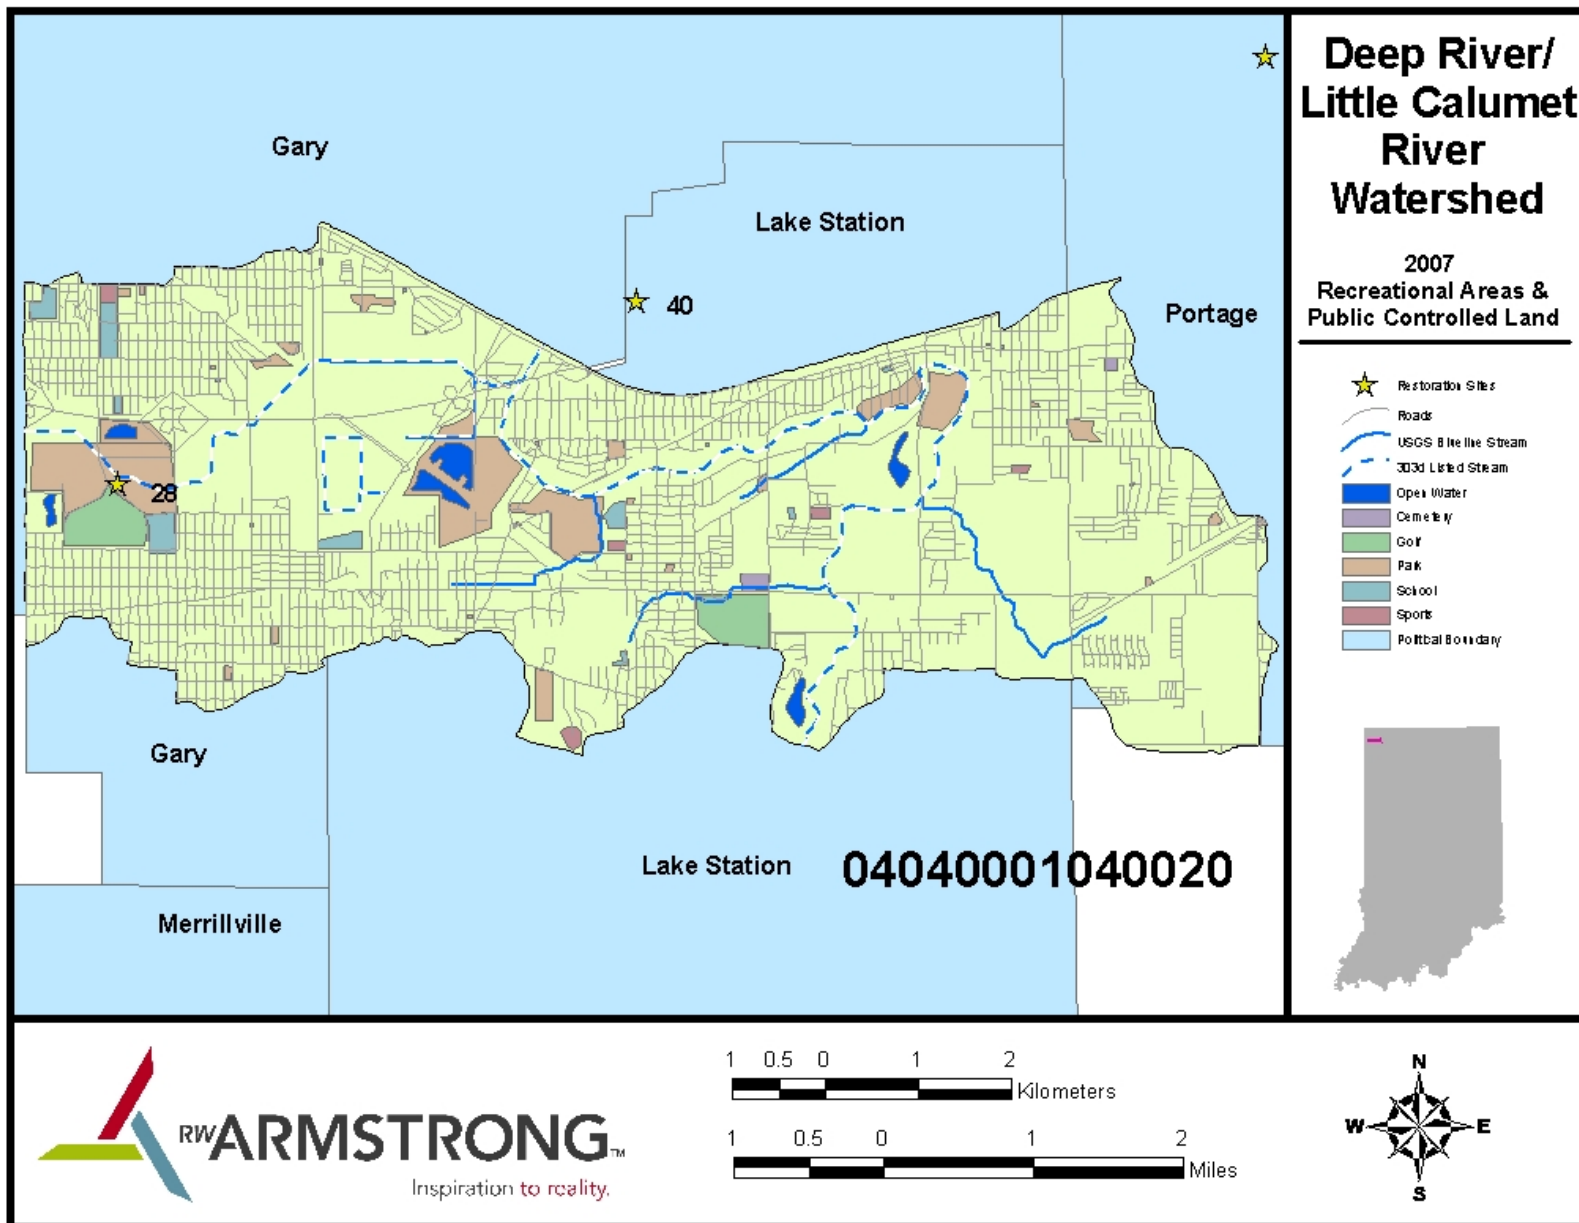 Deep River/
Little Calumet
River
Watershed
2007
Recreational Areas &
Public Controlled Land
Restoration Sites
Roads
USGS Blueline Stream
303d Listed Stream
Open Water
Cemetery
Golf
Park
School
Sports
Political Boundary
Gary
Lake Station
40
Portage
28
Gary
Lake Station
04040001040020
Merrillville
RWARMSTRONG™
Inspiration to reality.
1 0.5 0 1 2
Kilometers
1 0.5 0 1 2
Miles
N
W E
S